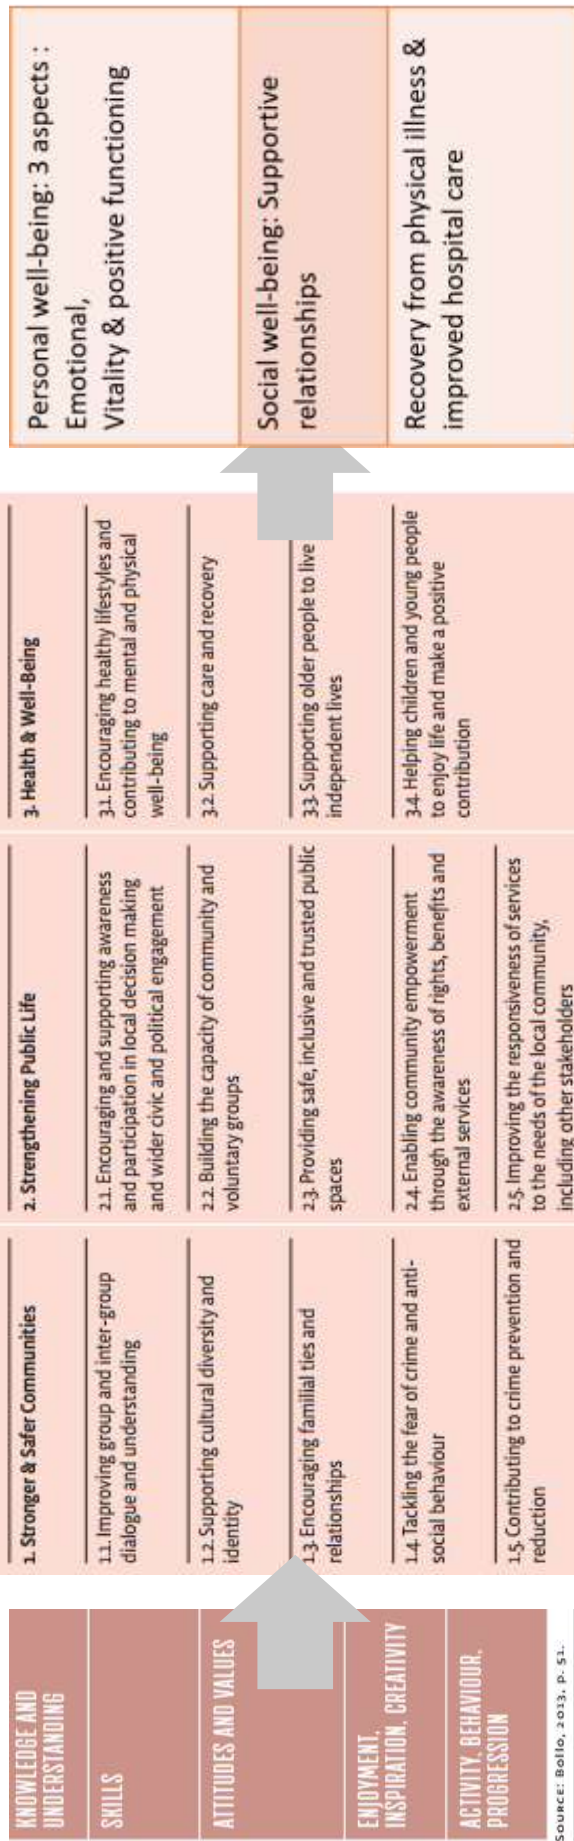 KNOWLEDGE AND
UNDERSTANDING
SKILLS
ATTITUDES AND VALUES
ENJOYMENT,
INSPIRATION, CREATIVITY
ACTIVITY, BEHAVIOUR,
PROGRESSION
SOURCE: Bollo, 2013, p. 51.
1. Stronger & Safer Communities
1.1. Improving group and inter-group
dialogue and understanding
1.2. Supporting cultural diversity and
identity
1.3. Encouraging familial ties and
relationships
1.4. Tackling the fear of crime and anti-
social behaviour
1.5. Contributing to crime prevention and
reduction
2. Strengthening Public Life
2.1. Encouraging and supporting awareness
and participation in local decision making
and wider civic and political engagement
2.2. Building the capacity of community and
voluntary groups
2.3. Providing safe, inclusive and trusted public
spaces
2.4. Enabling community empowerment
through the awareness of rights, benefits and
external services
2.5. Improving the responsiveness of services
to the needs of the local community,
including other stakeholders
3. Health & Well-Being
3.1. Encouraging healthy lifestyles and
contributing to mental and physical
well-being
3.2. Supporting care and recovery
3.3. Supporting older people to live
independent lives
3.4. Helping children and young people
to enjoy life and make a positive
contribution
Personal well-being: 3 aspects :
Emotional,
Vitality & positive functioning
Social well-being: Supportive
relationships
Recovery from physical illness &
improved hospital care